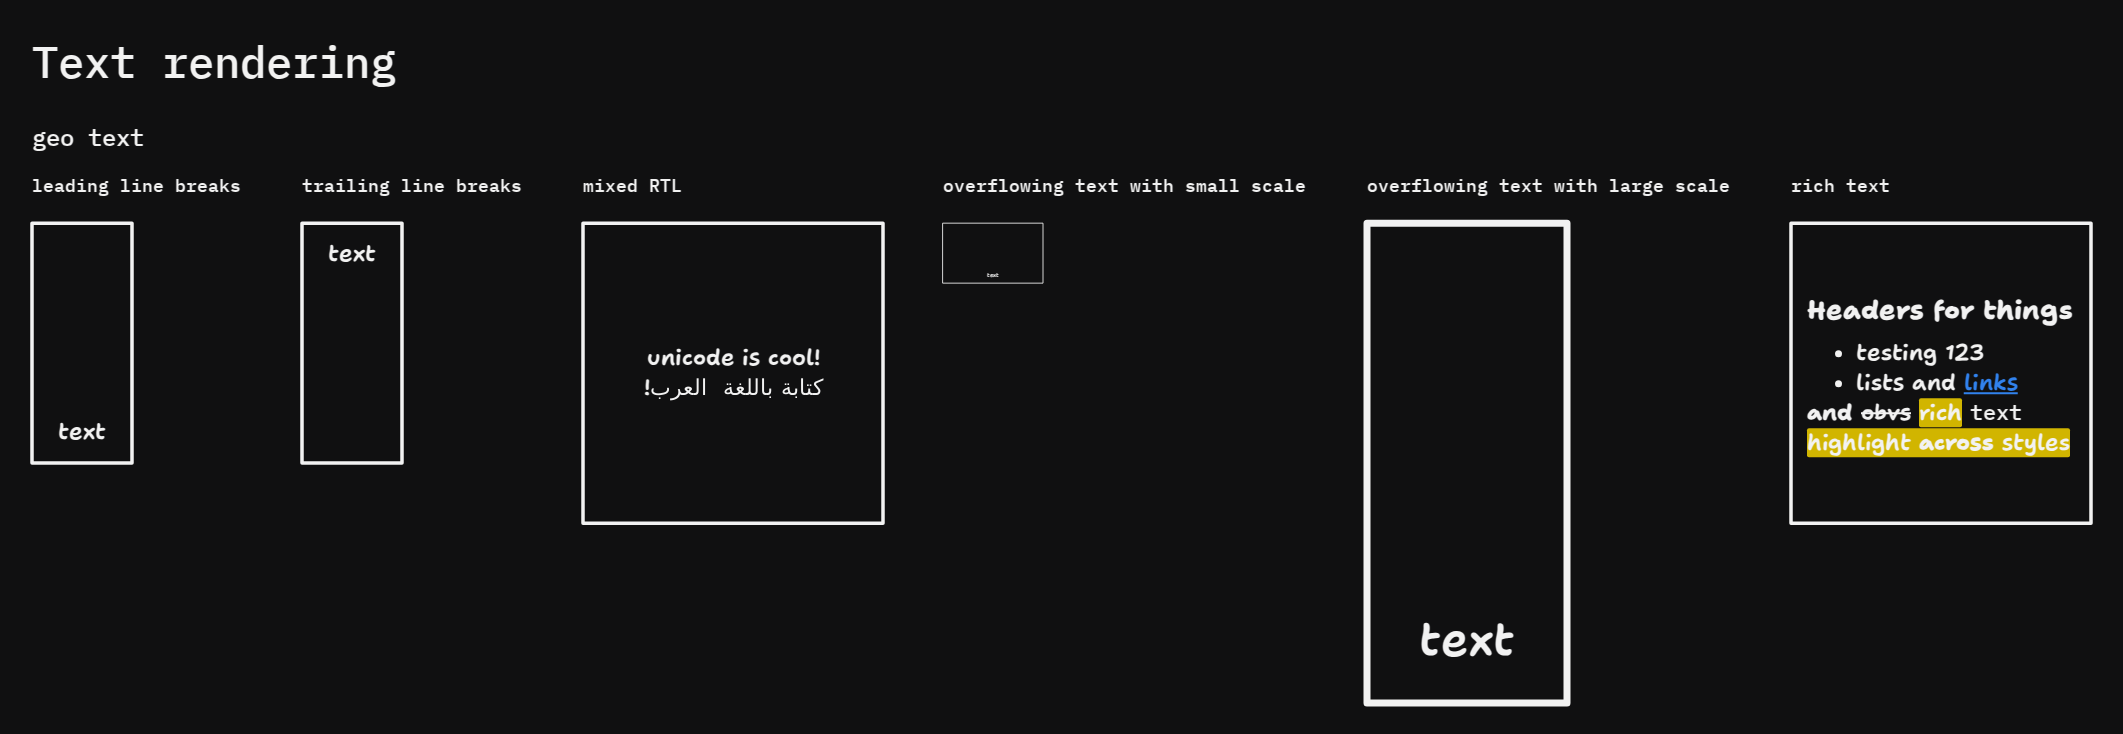 Text rendering
geo text
leading line breaks
trailing line breaks
mixed RTL
overflowing text with small scale
overflowing text with large scale
rich text
text
text
unicode is cool!
كتابة باللغة  العرب!
text
text
Headers for things
• testing 123
• lists and links
and obvs rich text
highlight across styles